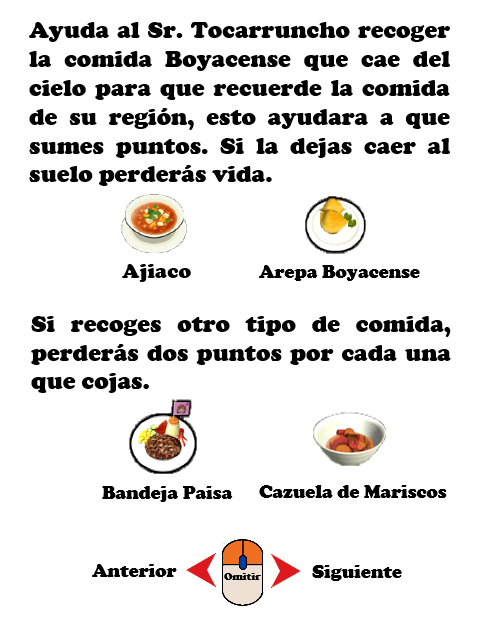 Ayuda al Sr. Tocarruncho recoger
la comida Boyacense que cae del
cielo para que recuerde la comida
de su región, esto ayudara a que
sumes puntos. Si la dejas caer al
suelo perderás vida.
Ajiaco
Arepa Boyacense
Si recoges otro tipo de comida,
perderás dos puntos por cada una
que cojas.
Bandeja Paisa
Cazuela de Mariscos
Anterior
Omitir
Siguiente